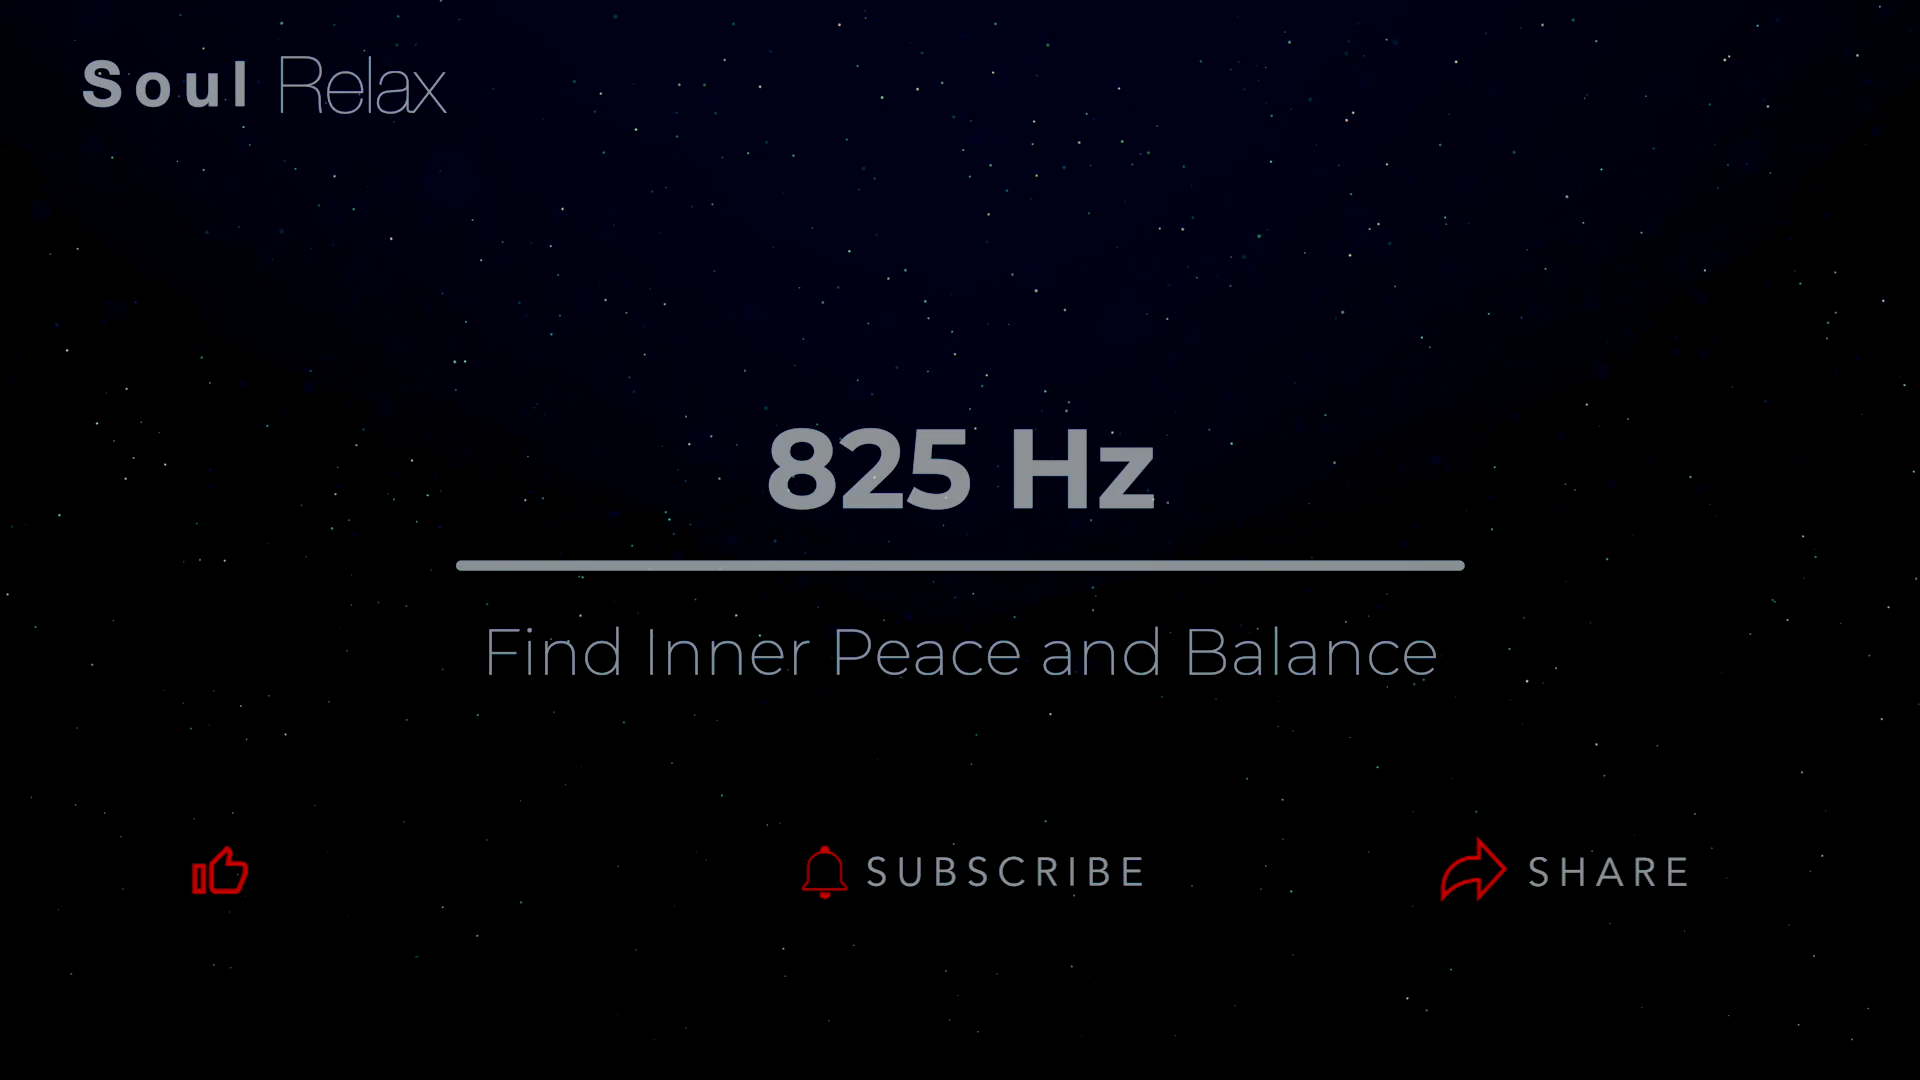 Soul Relax
825 Hz
Find Inner Peace and Balance
SUBSCRIBE
SHARE